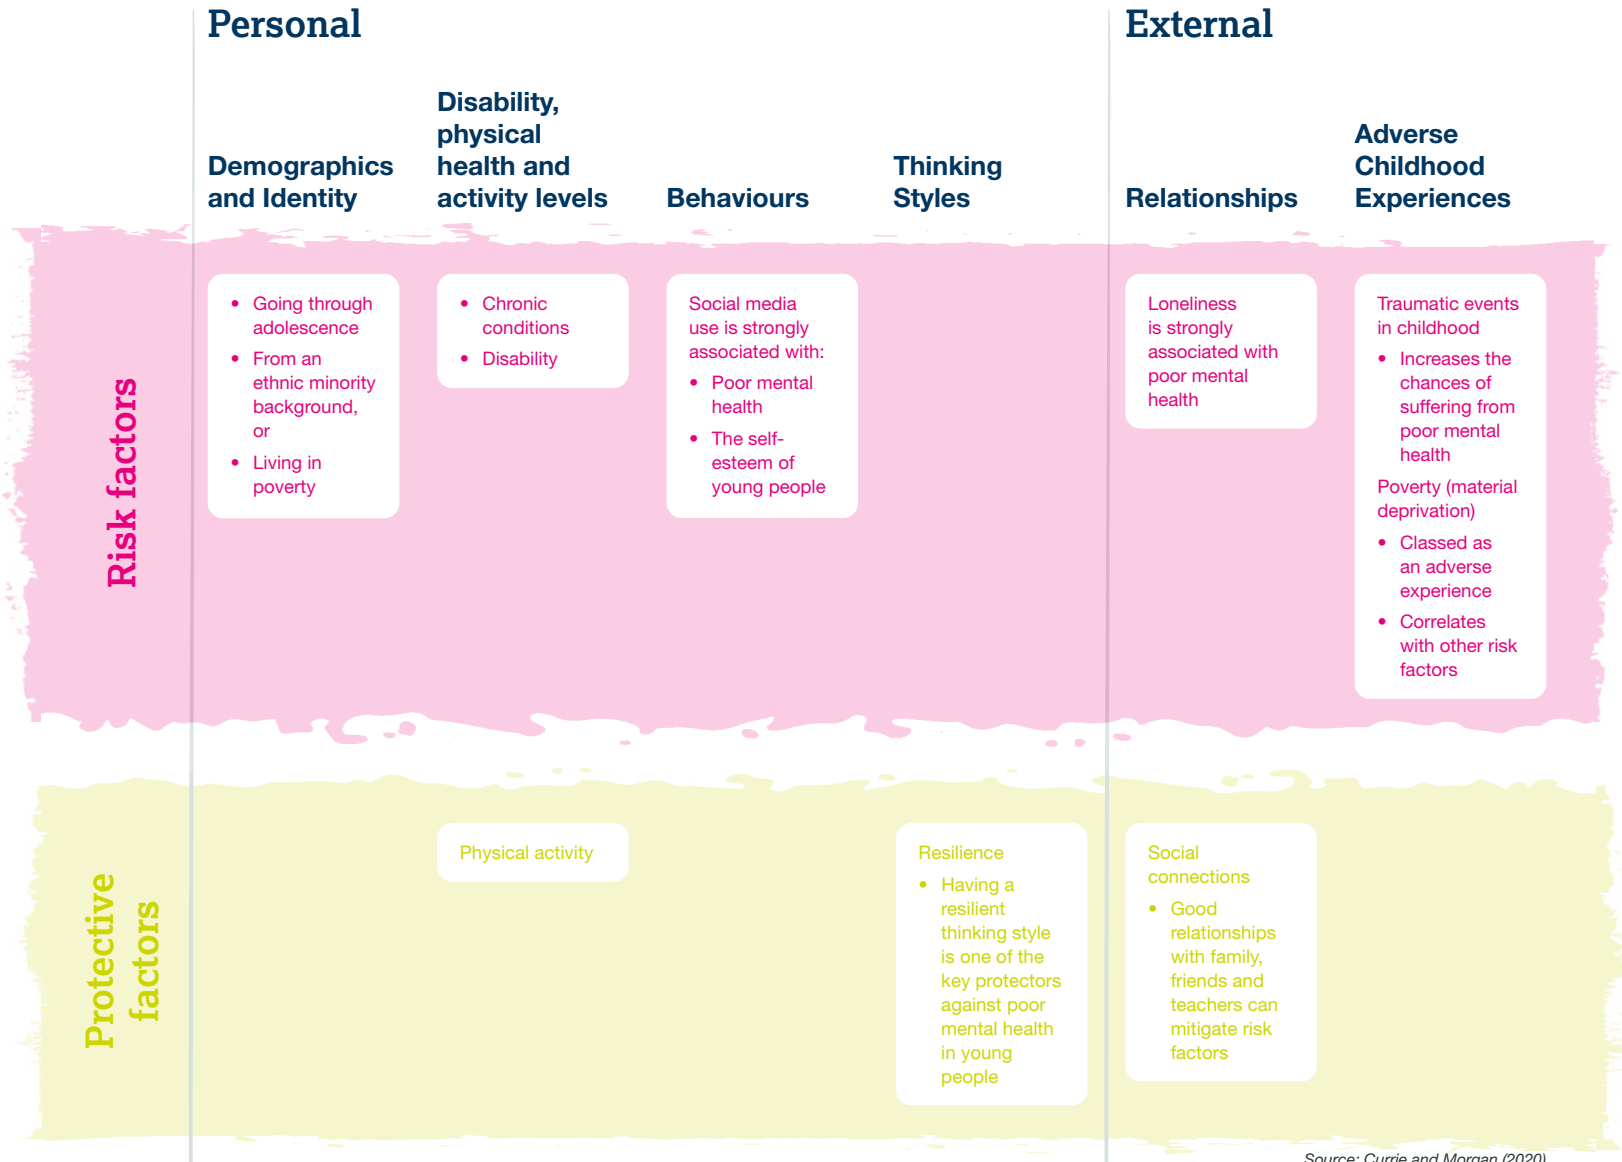 Personal
External
Demographics
and Identity
Disability,
physical
health and
activity levels
Behaviours
Thinking
Styles
Relationships
Adverse
Childhood
Experiences
Risk factors
• Going through
adolescence
• From an
ethnic minority
background,
or
• Living in
poverty
• Chronic
conditions
• Disability
Social media
use is strongly
associated with:
• Poor mental
health
• The self-
esteem of
young people
Loneliness
is strongly
associated with
poor mental
health
Traumatic events
in childhood
• Increases the
chances of
suffering from
poor mental
health
Poverty (material
deprivation)
• Classed as
an adverse
experience
• Correlates
with other risk
factors
Protective
factors
Physical activity
Resilience
• Having a
resilient
thinking style
is one of the
key protectors
against poor
mental health
in young
people
Social
connections
• Good
relationships
with family,
friends and
teachers can
mitigate risk
factors
Source: Currie and Morgan (2020)